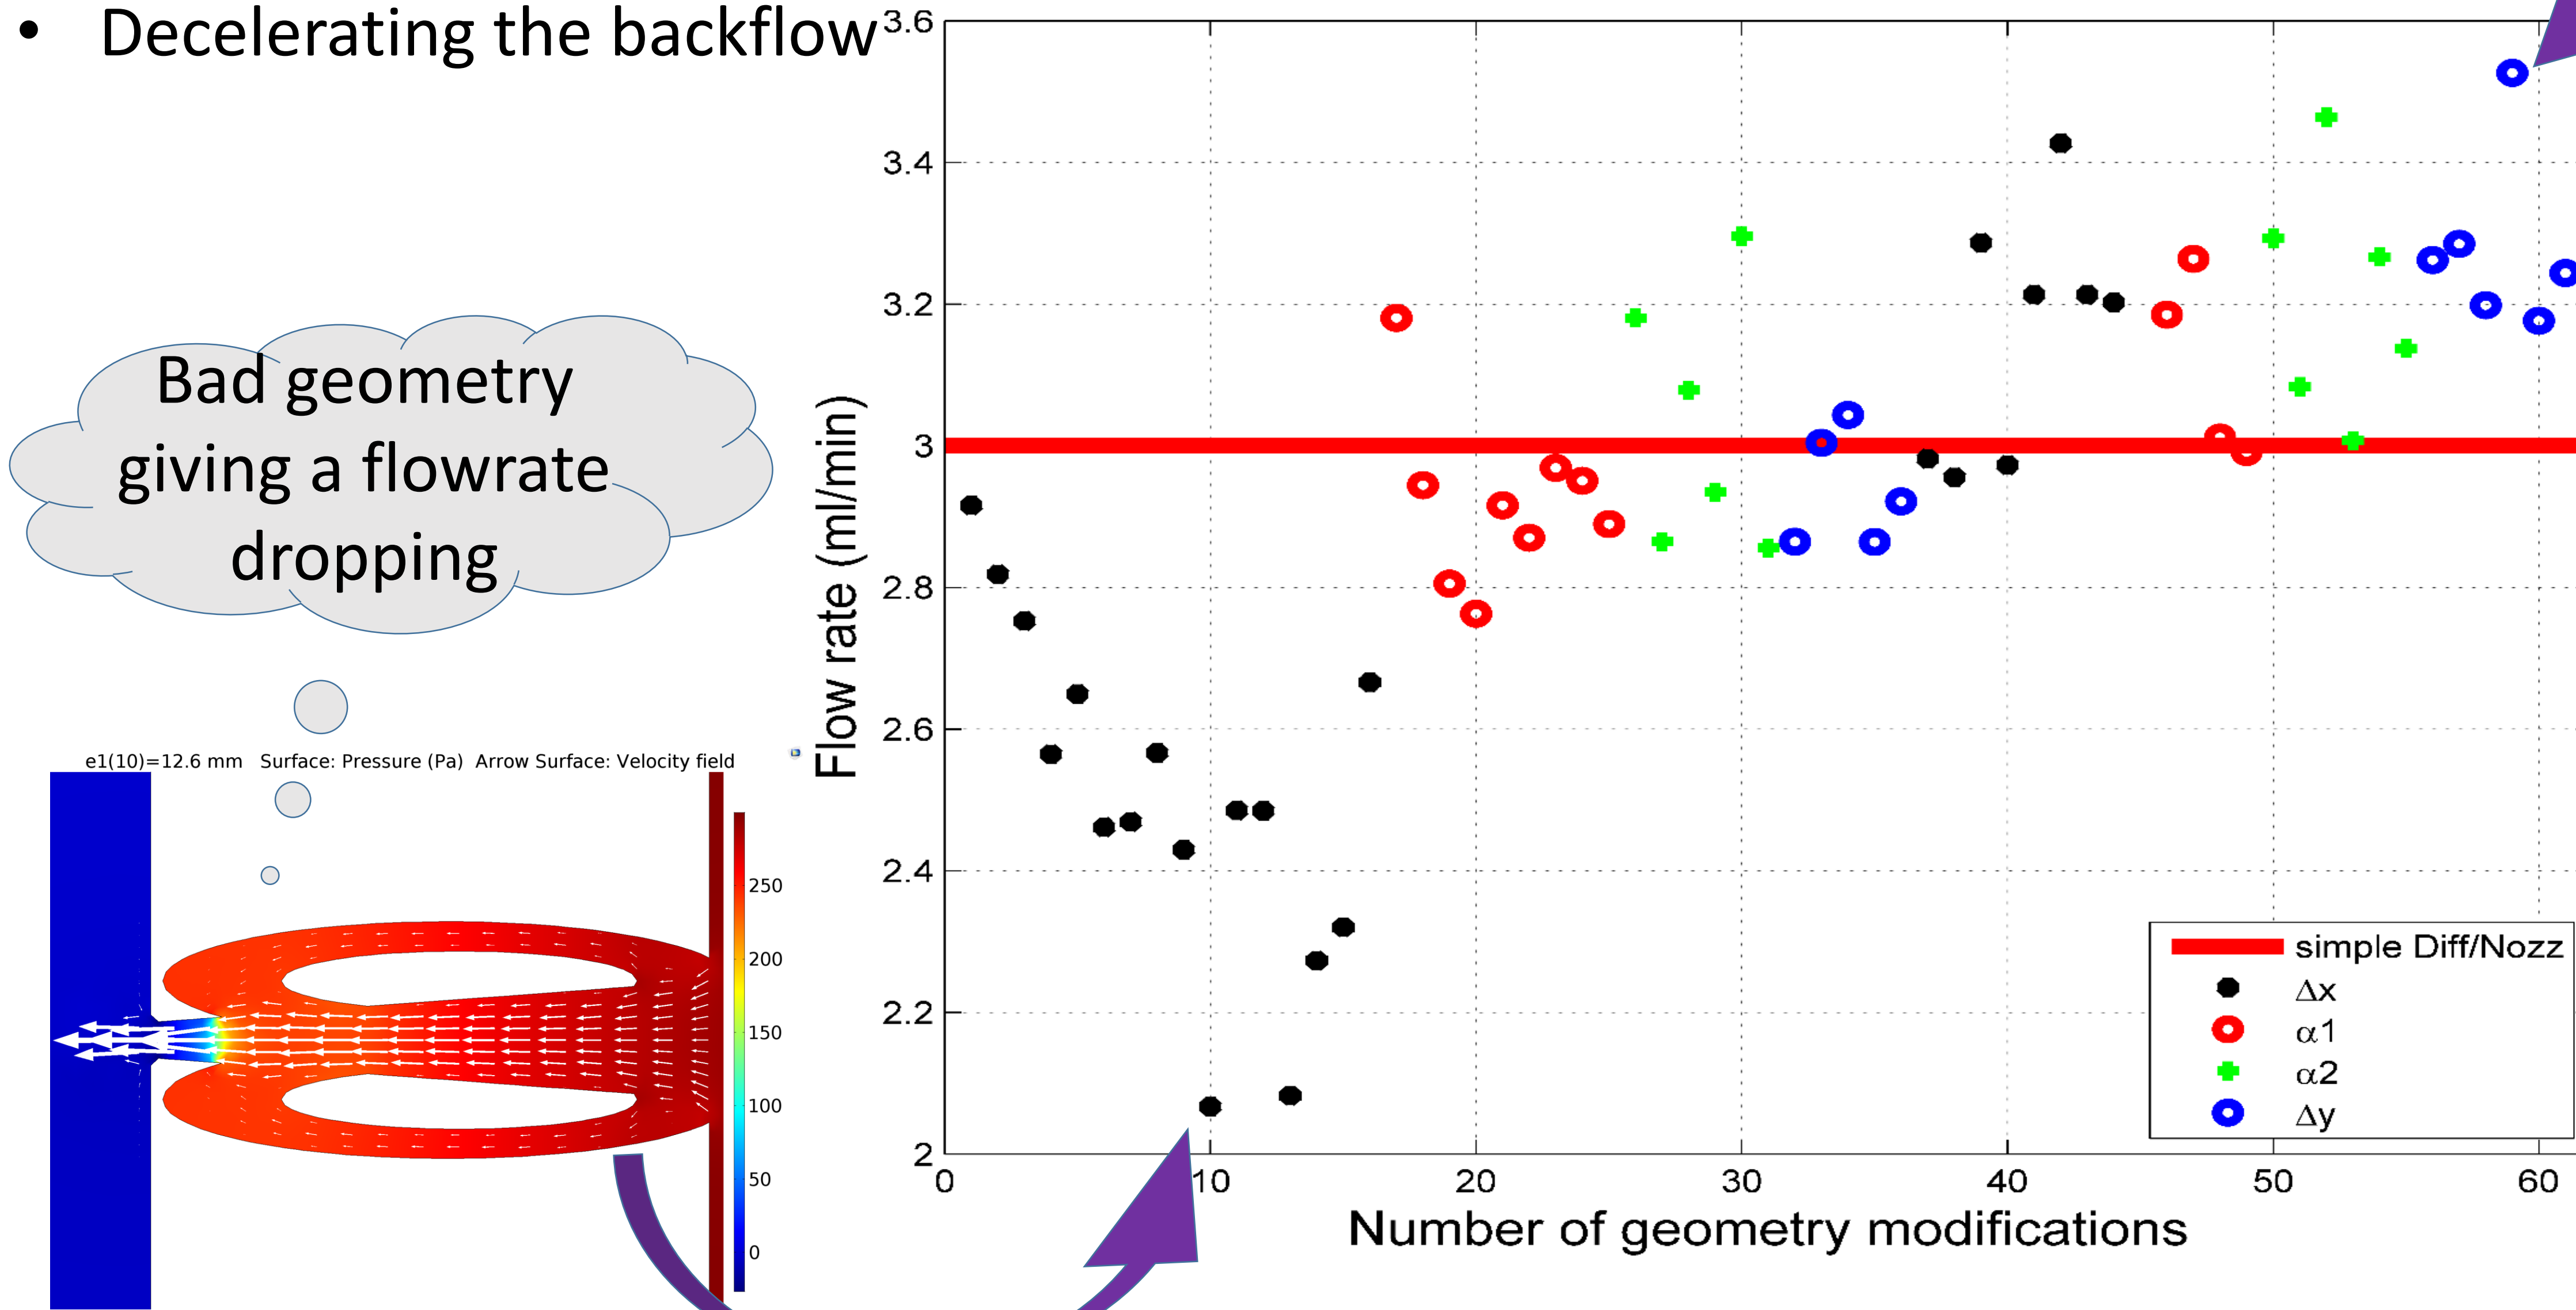 • Decelerating the backflow
Bad geometry
giving a flowrate
dropping
e1(10)=12.6 mm Surface: Pressure (Pa) Arrow Surface: Velocity field
250
200
150
100
50
0
Flow rate (ml/min)
3.6
3.4
3.2
3
2.8
2.6
2.4
2.2
2
0 10 20 30 40 50 60
Number of geometry modifications
simple Diff/Nozz
Δx
α1
α2
Δy